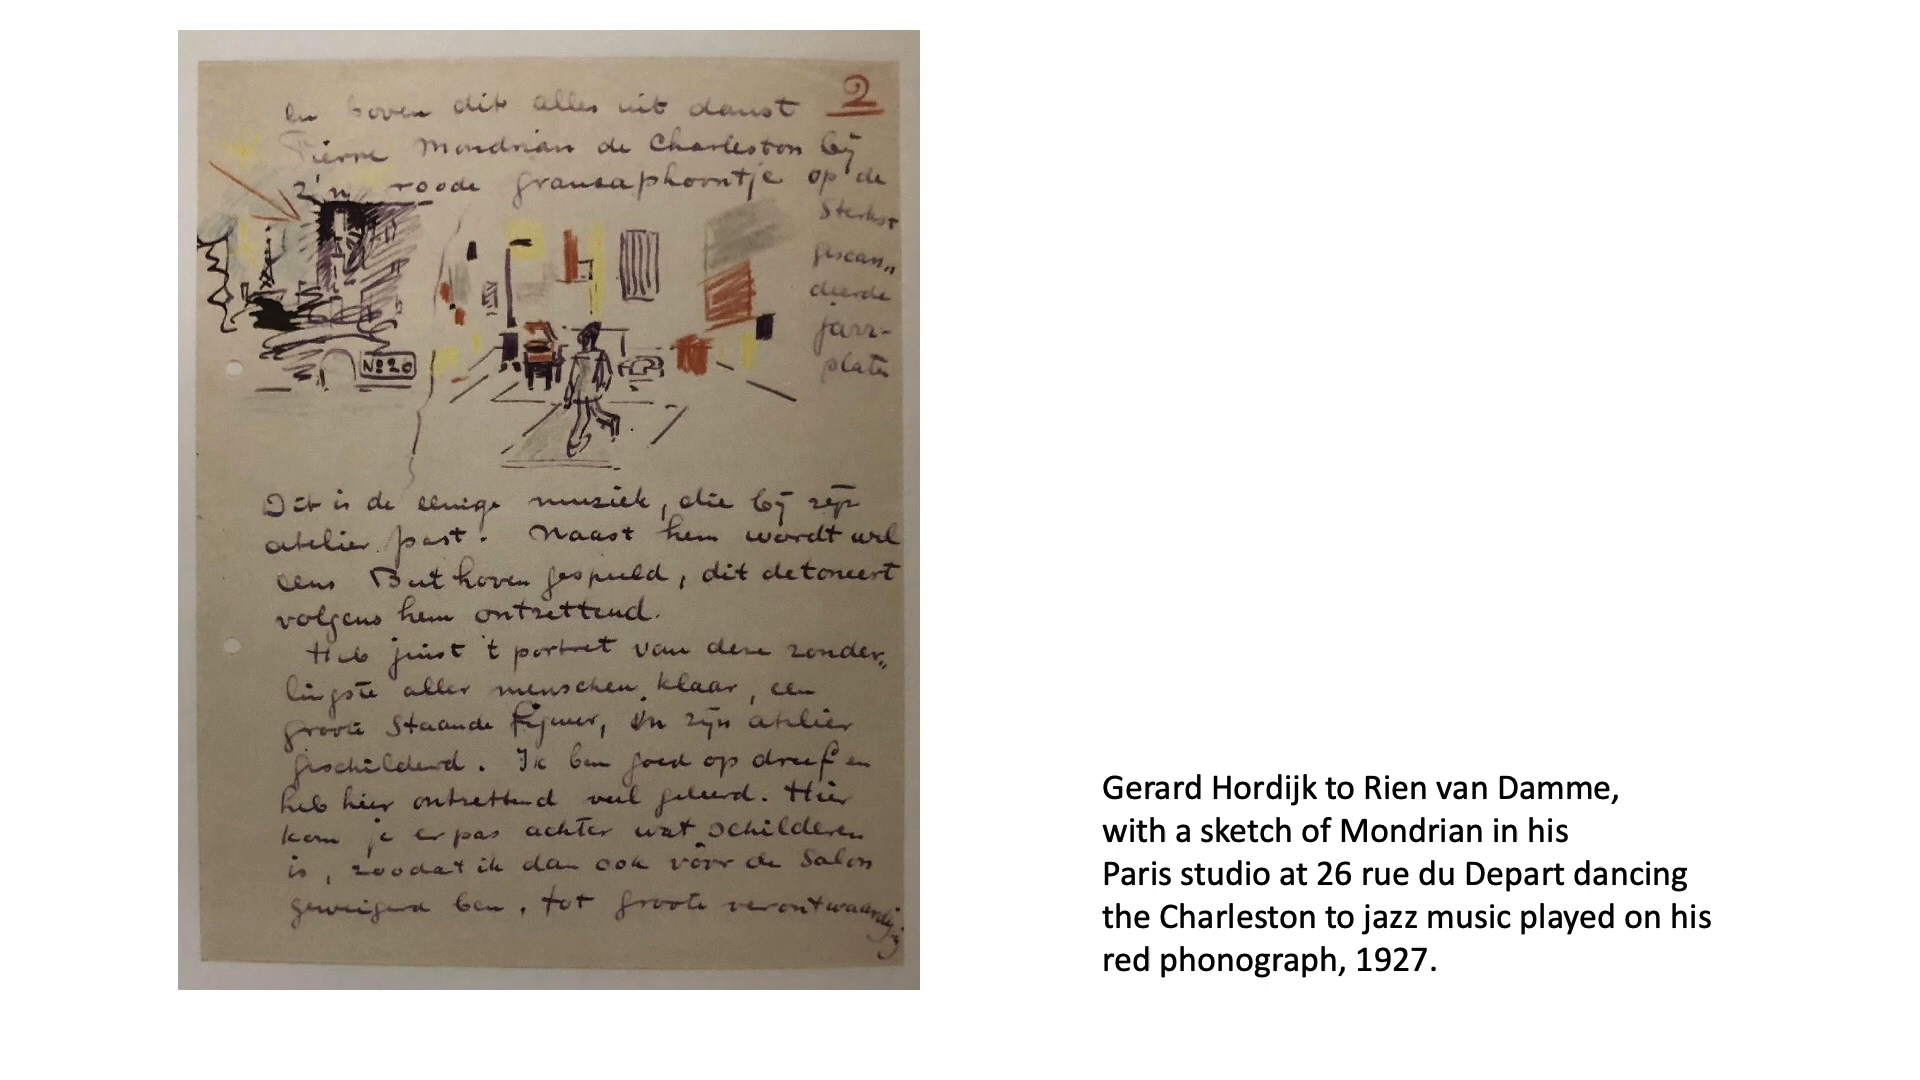 2
En boven dit alles uit danst
Pierre Mondrian de Charleston bij
z'n roode gramaphoontje op de
sterkst
gescan„
deerde
jazz-
platen
No 20
Dit is de eenige muziek, die bij zijn
atelier past. Naast hem wordt wel
eens Beethoven gespeeld, dit detoneert
volgens hem ontzettend.
Heb juist 't portret van deze zonder„
lingste aller menschen klaar, een
groote staande figuur, in zijn atelier
geschilderd. Ik ben goed op dreef en
heb hier ontzettend veel geleerd. Hier
kom je er pas achter wat schilderen
is, zoodat ik dan ook vóór de Salon
geweigerd ben, tot groote
Gerard Hordijk to Rien van Damme,
with a sketch of Mondrian in his
Paris studio at 26 rue du Depart dancing
the Charleston to jazz music played on his
red phonograph, 1927.